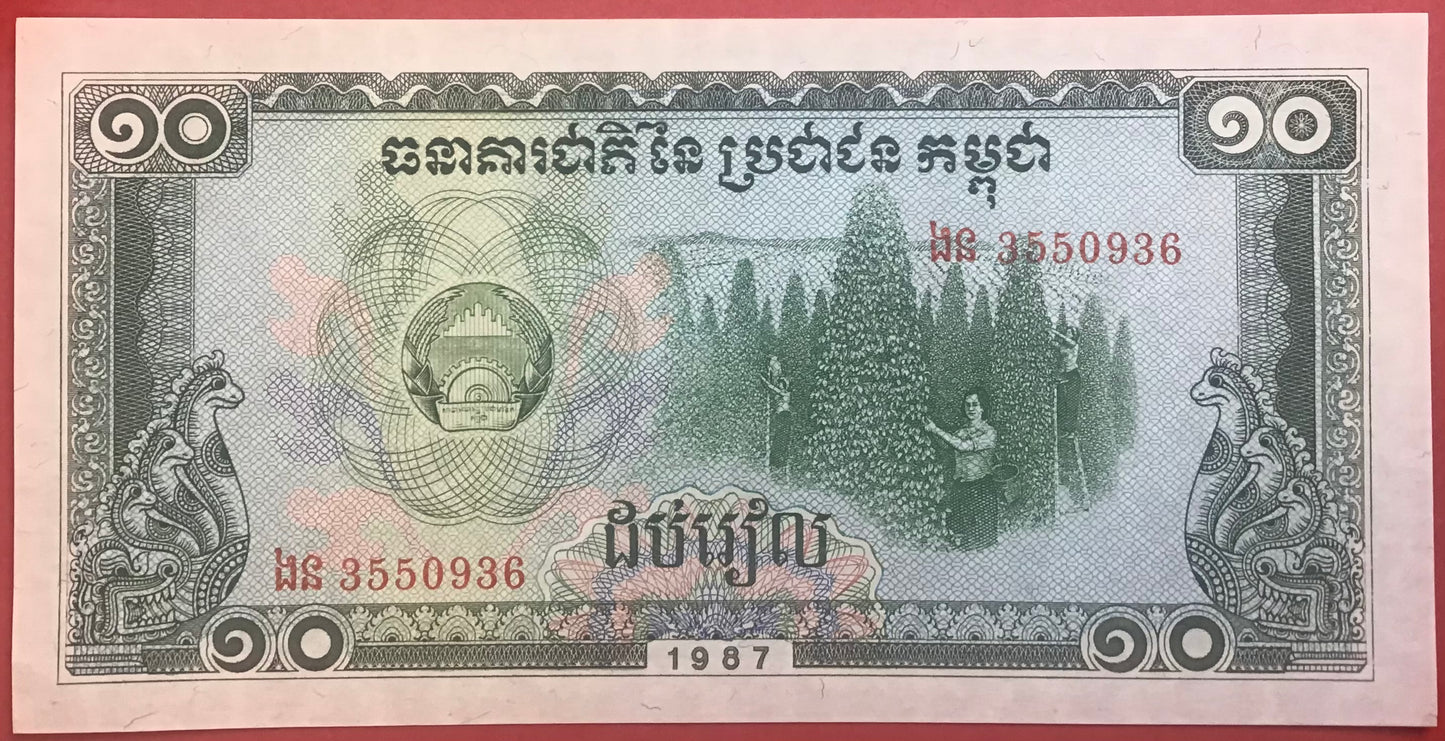 ១០ ១០
ធនាគារជាតិ នៃ ប្រជាជន កម្ពុជា
ងន 3550936
ដប់រៀល
ងន 3550936
១០ ១០
1987